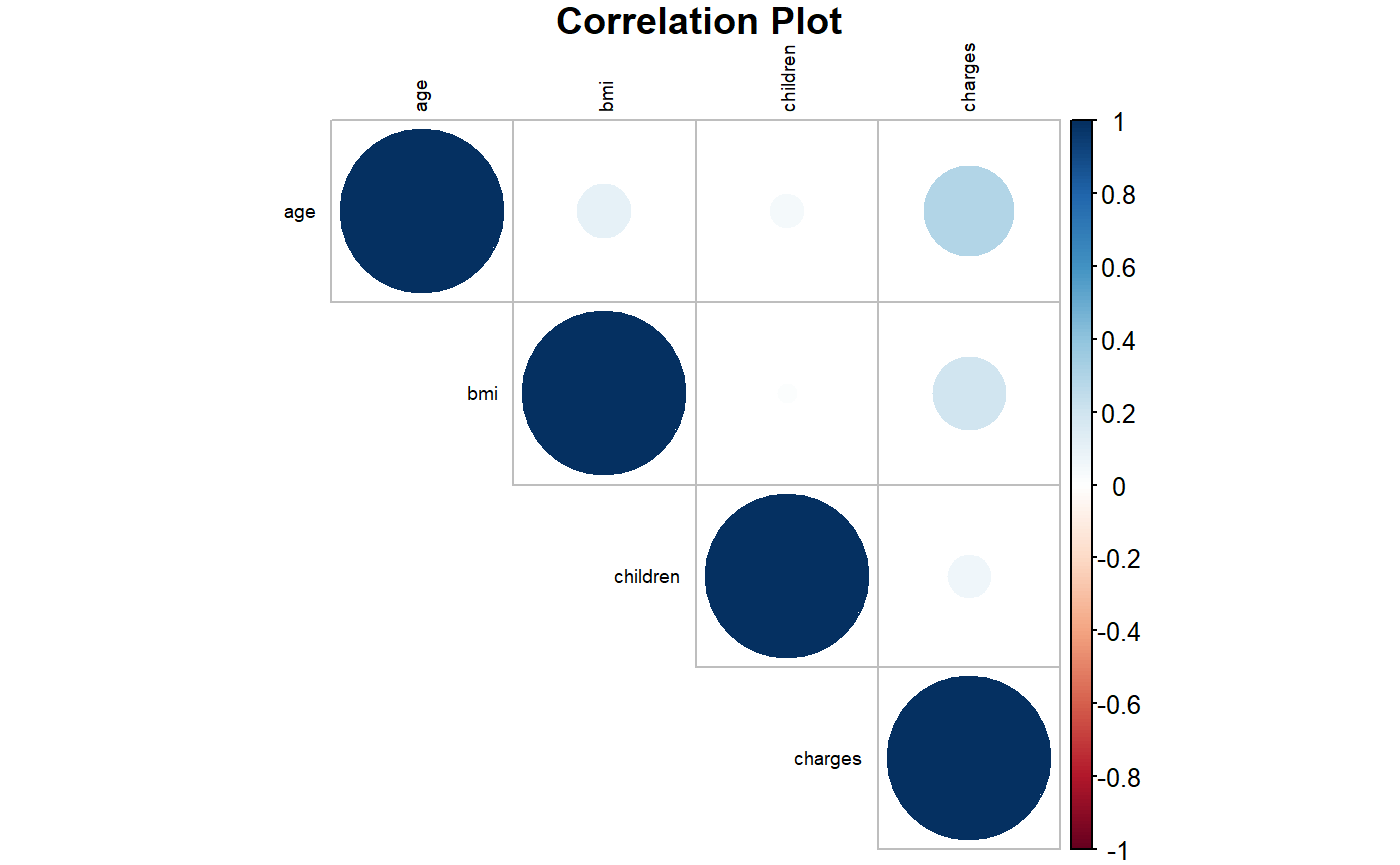 Correlation Plot
age
bmi
children
charges
age
bmi
children
charges
1
0.8
0.6
0.4
0.2
0
-0.2
-0.4
-0.6
-0.8
-1